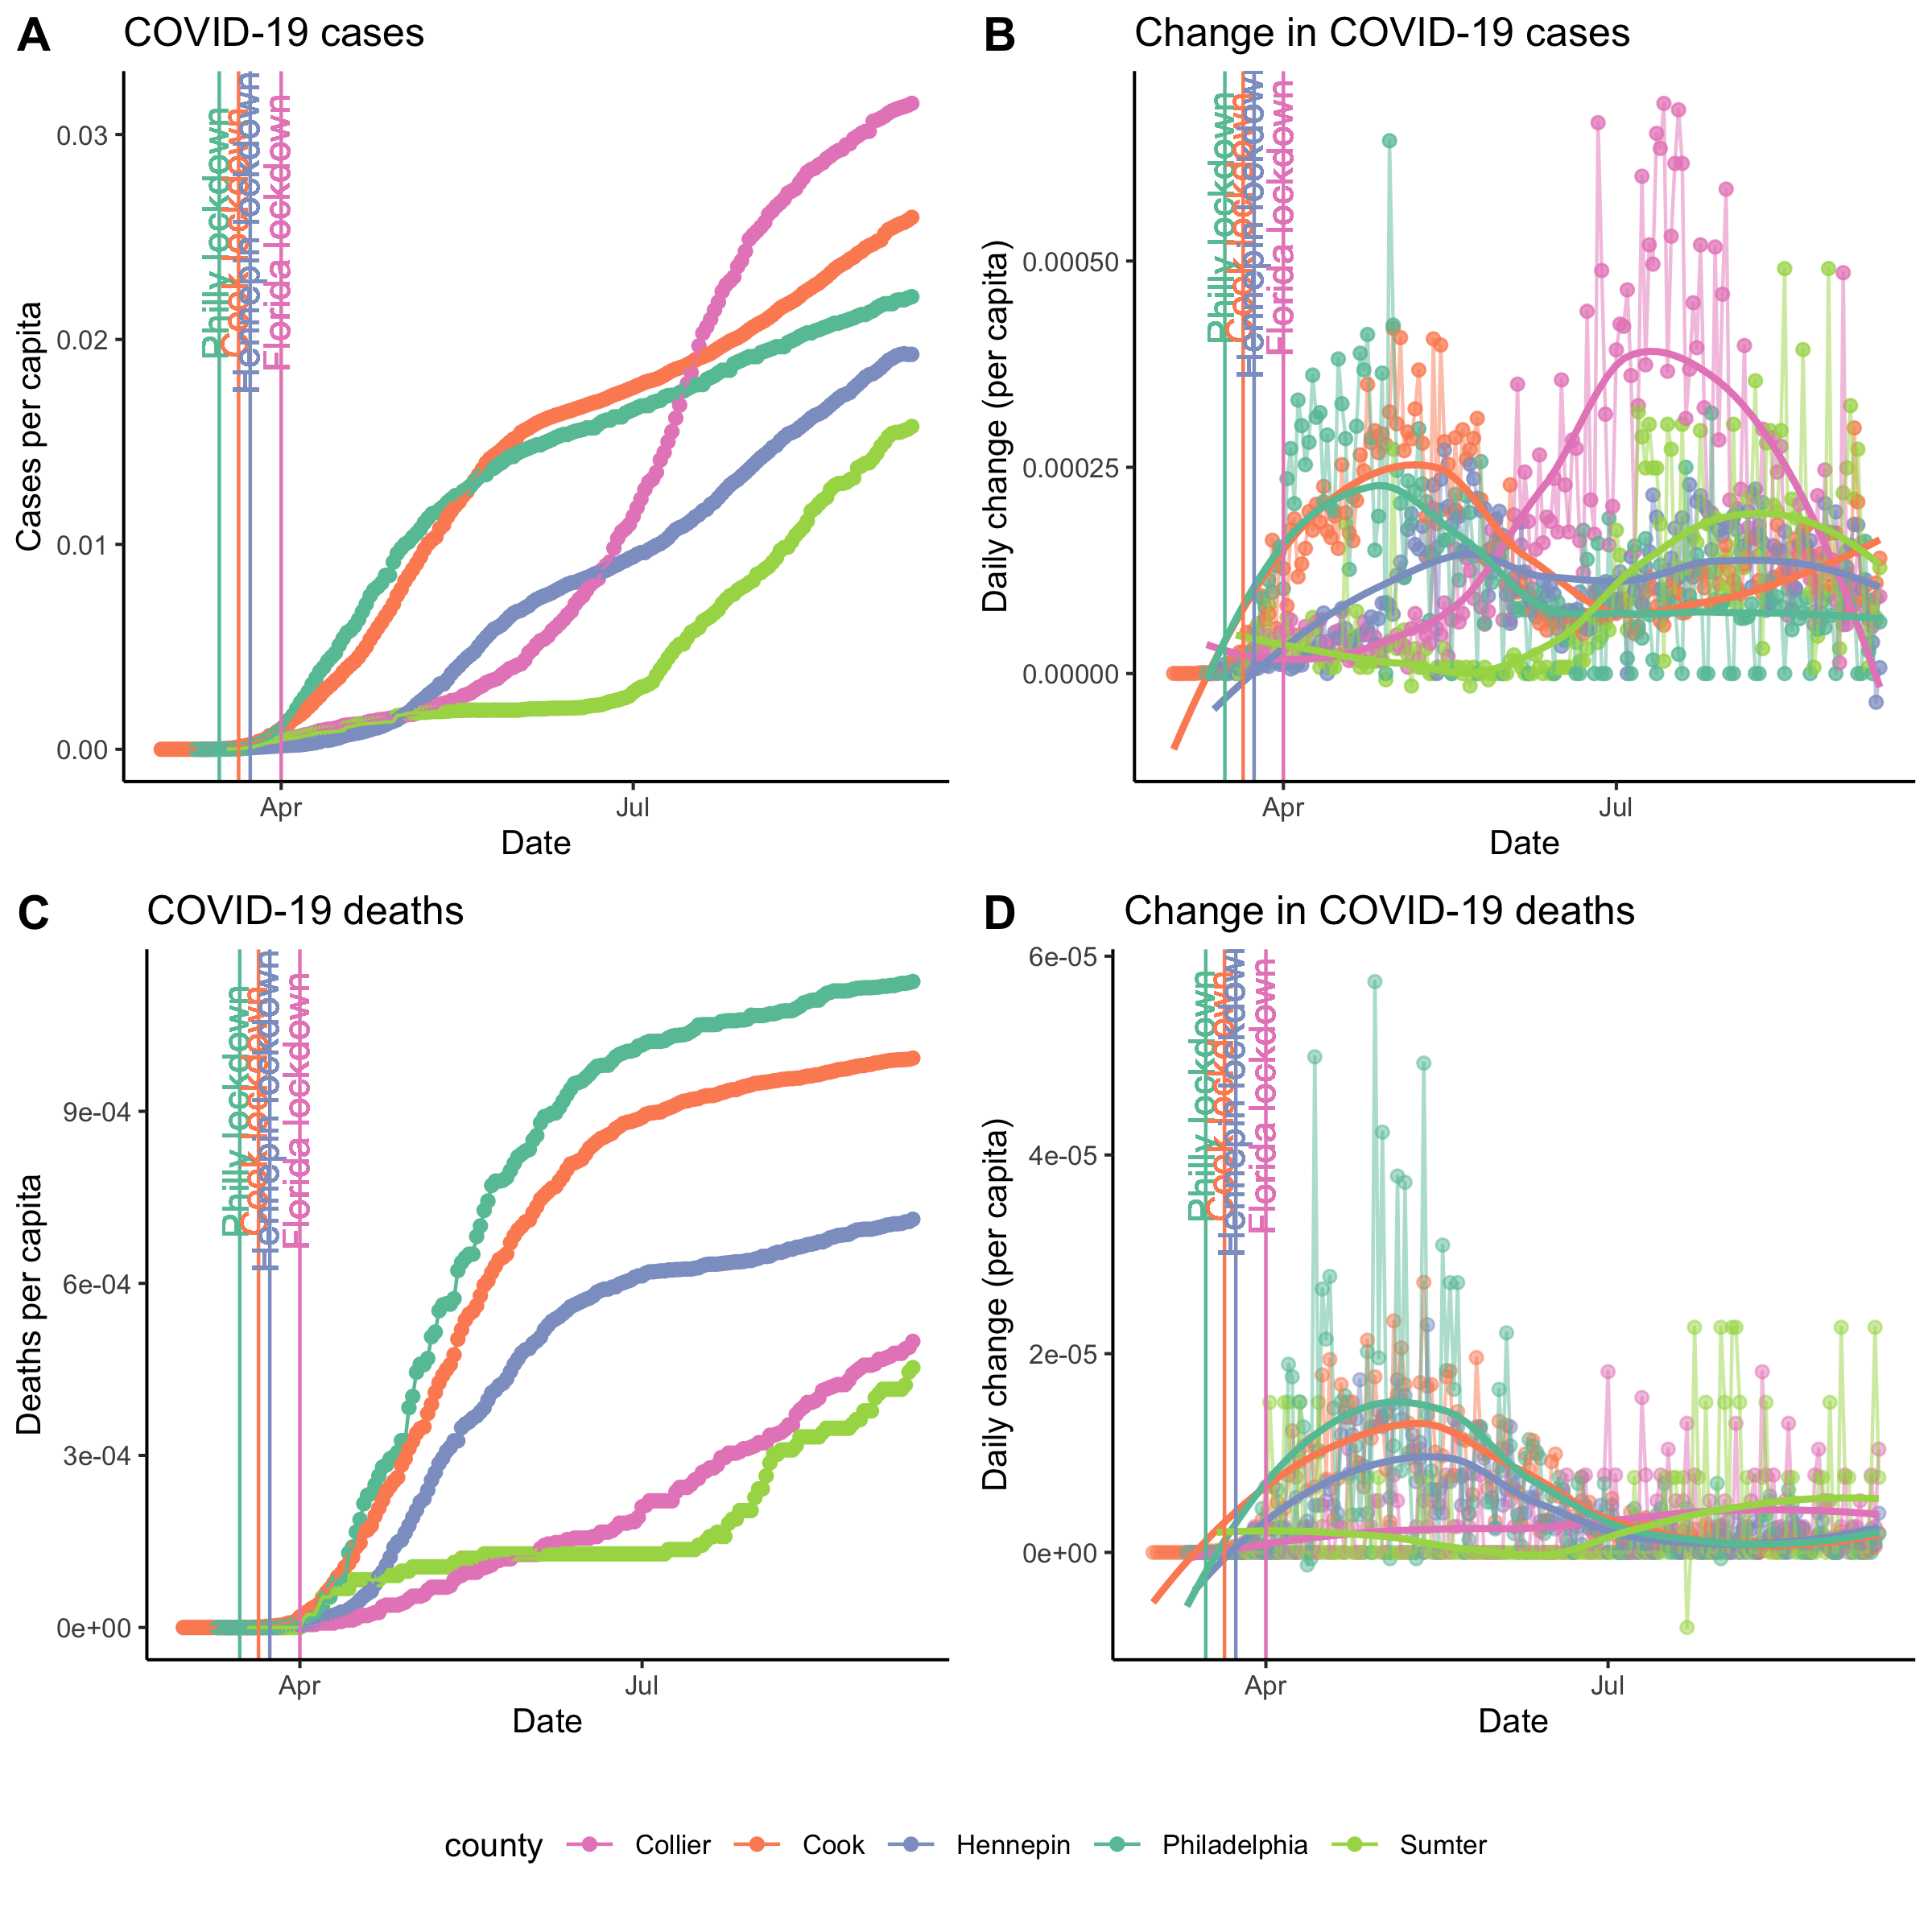 A COVID-19 cases
Cases per capita
0.03
0.02
0.01
0.00
Philly lockdown
Cook lockdown
Hennepin lockdown
Florida lockdown
Apr Jul
Date
B Change in COVID-19 cases
Daily change (per capita)
0.00050
0.00025
0.00000
Philly lockdown
Cook lockdown
Hennepin lockdown
Florida lockdown
Apr Jul
Date
C COVID-19 deaths
Deaths per capita
9e-04
6e-04
3e-04
0e+00
Philly lockdown
Cook lockdown
Hennepin lockdown
Florida lockdown
Apr Jul
Date
D Change in COVID-19 deaths
Daily change (per capita)
6e-05
4e-05
2e-05
0e+00
Philly lockdown
Cook lockdown
Hennepin lockdown
Florida lockdown
Apr Jul
Date
county Collier Cook Hennepin Philadelphia Sumter